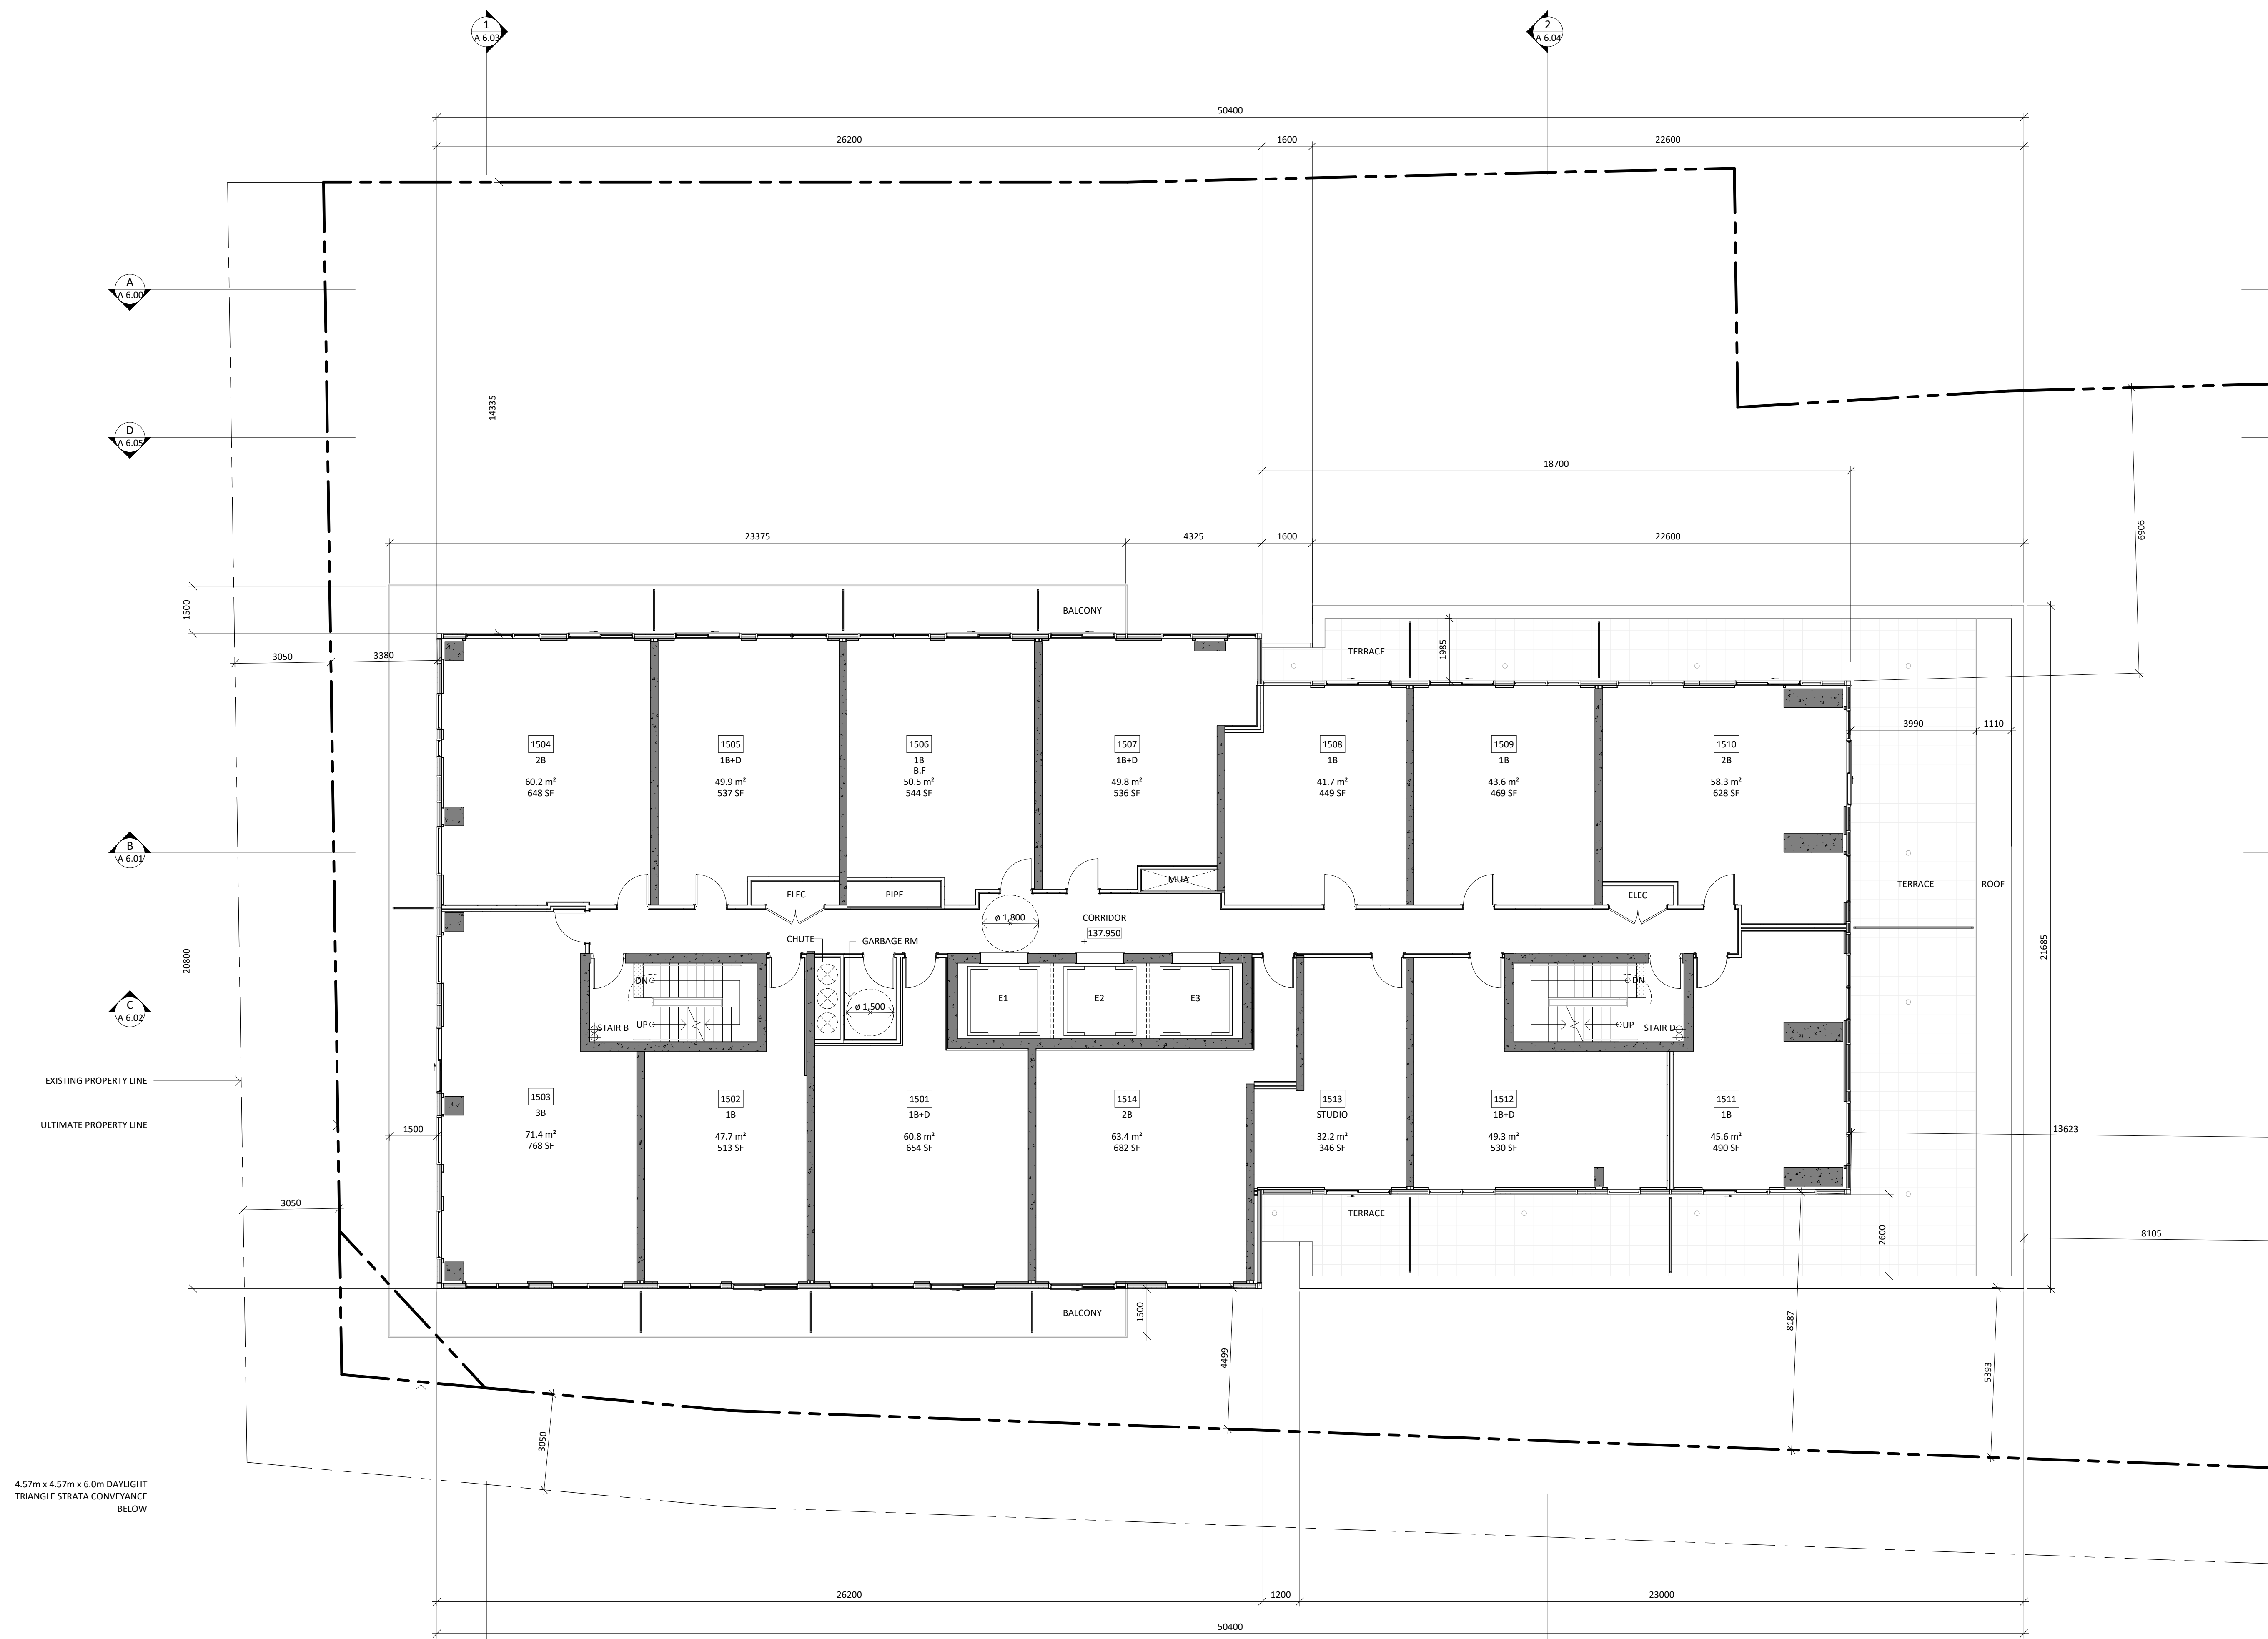 1
A 6.03
2
A 6.04
50400
26200
1600
22600
A
A 6.00
D
A 6.05
14335
18700
6906
23375
4325
1600
22600
1500
BALCONY
3050
3380
TERRACE
1985
3990
1110
1504
2B
60.2 m²
648 SF
1505
1B+D
49.9 m²
537 SF
1506
1B
B.F
50.5 m²
544 SF
1507
1B+D
49.8 m²
536 SF
1508
1B
41.7 m²
449 SF
1509
1B
43.6 m²
469 SF
1510
2B
58.3 m²
628 SF
B
A 6.01
ELEC
PIPE
MUA
ELEC
TERRACE
ROOF
ø 1,800
CORRIDOR
137.950
CHUTE
GARBAGE RM
20800
21685
C
A 6.02
DN
UP
STAIR B
ø 1,500
E1
E2
E3
DN
UP
STAIR D
EXISTING PROPERTY LINE
ULTIMATE PROPERTY LINE
1500
1503
3B
71.4 m²
768 SF
1502
1B
47.7 m²
513 SF
1501
1B+D
60.8 m²
654 SF
1514
2B
63.4 m²
682 SF
1513
STUDIO
32.2 m²
346 SF
1512
1B+D
49.3 m²
530 SF
1511
1B
45.6 m²
490 SF
13623
3050
TERRACE
2600
8105
BALCONY
1500
4499
8187
5393
3050
4.57m x 4.57m x 6.0m DAYLIGHT
TRIANGLE STRATA CONVEYANCE
BELOW
26200
1200
23000
50400